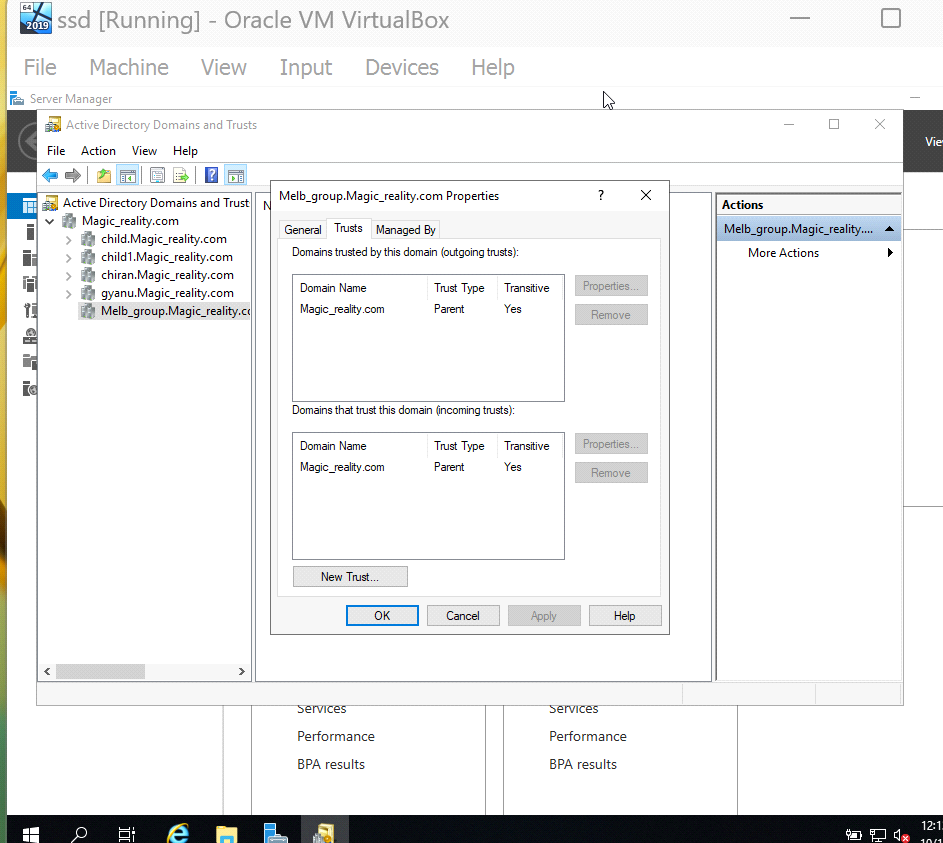 64
2019
ssd [Running] - Oracle VM VirtualBox
File Machine View Input Devices Help
Server Manager
Active Directory Domains and Trusts
File Action View Help
Active Directory Domains and Trust
Magic_reality.com
child.Magic_reality.com
child1.Magic_reality.com
chiran.Magic_reality.com
gyanu.Magic_reality.com
Melb_group.Magic_reality.co
N
Melb_group.Magic_reality.com Properties
?
General Trusts Managed By
Domains trusted by this domain (outgoing trusts):
Domain Name Trust Type Transitive
Magic_reality.com Parent Yes
Properties...
Remove
Domains that trust this domain (incoming trusts):
Domain Name Trust Type Transitive
Magic_reality.com Parent Yes
Properties...
Remove
New Trust...
OK Cancel Apply Help
Actions
Melb_group.Magic_reality....
More Actions
Vie
Services Services
Performance Performance
BPA results BPA results
12:1